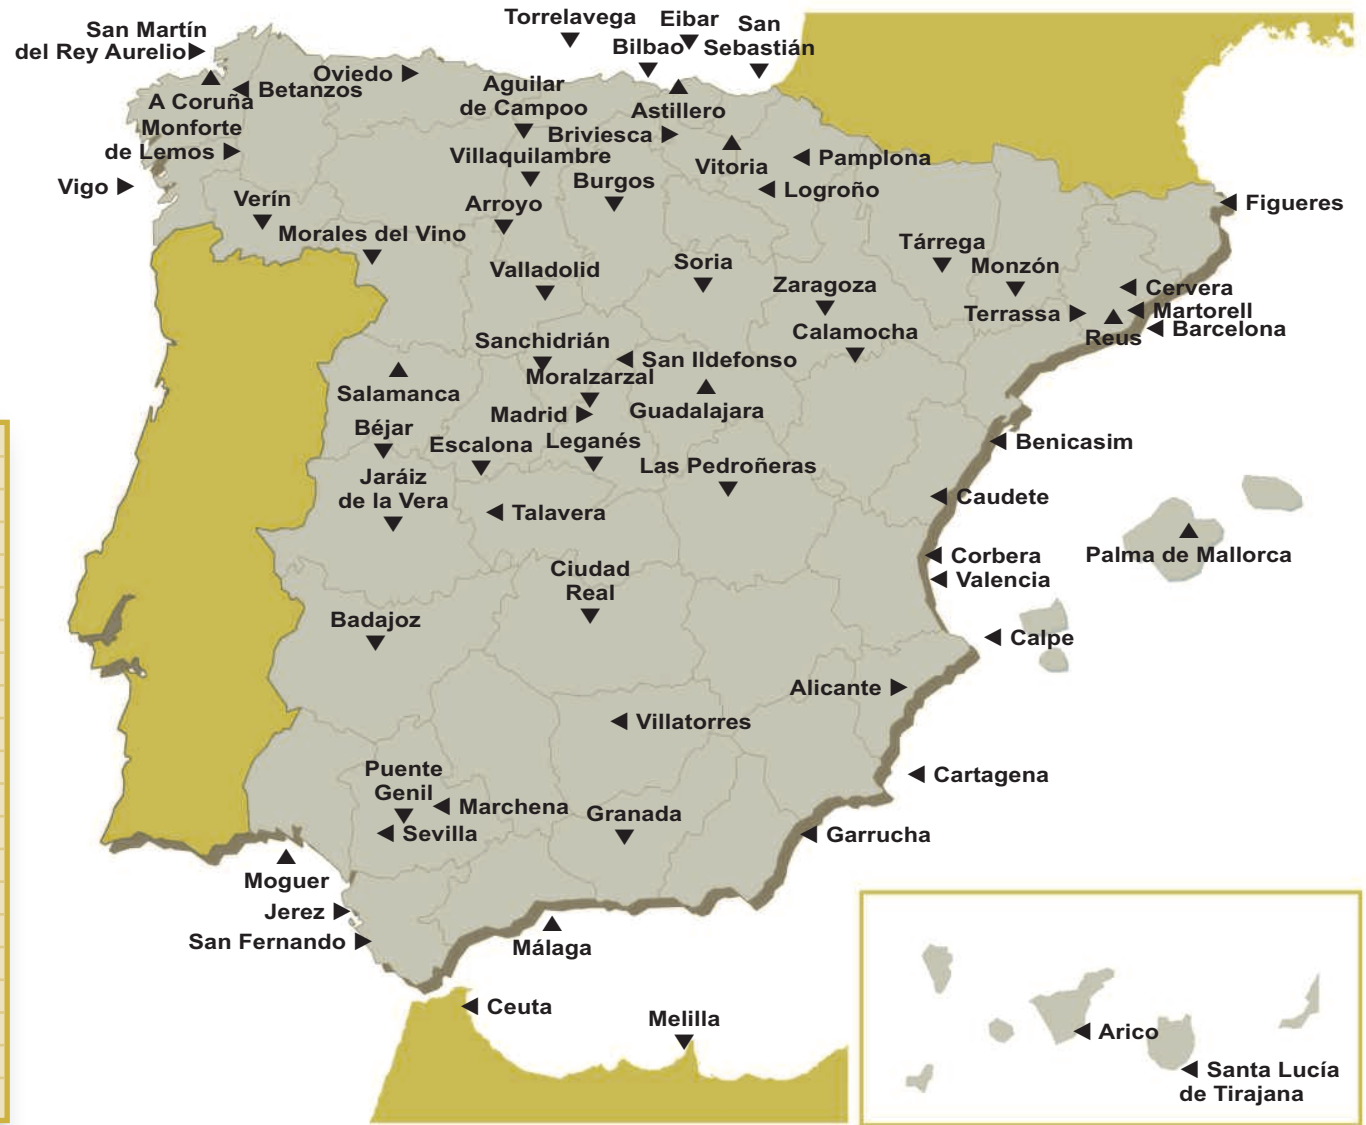 Torrelavega
Eibar
San
Sebastián
San Martín
del Rey Aurelio
Bilbao
Oviedo
Betanzos
A Coruña
Aguilar
de Campoo
Astillero
Monforte
de Lemos
Briviesca
Villaquilambre
Vitoria
Pamplona
Vigo
Burgos
Logroño
Verín
Arroyo
Figueres
Morales del Vino
Tárrega
Valladolid
Soria
Monzón
Zaragoza
Cervera
Terrassa
Martorell
Reus
Barcelona
Calamocha
Sanchidrián
San Ildefonso
Moralzarzal
Salamanca
Madrid
Guadalajara
Béjar
Escalona
Leganés
Benicasim
Jaráiz
de la Vera
Las Pedroñeras
Caudete
Talavera
Corbera
Palma de Mallorca
Ciudad
Real
Valencia
Badajoz
Calpe
Alicante
Villatorres
Puente
Genil
Cartagena
Marchena
Granada
Sevilla
Garrucha
Moguer
Jerez
San Fernando
Málaga
Ceuta
Melilla
Arico
Santa Lucía
de Tirajana